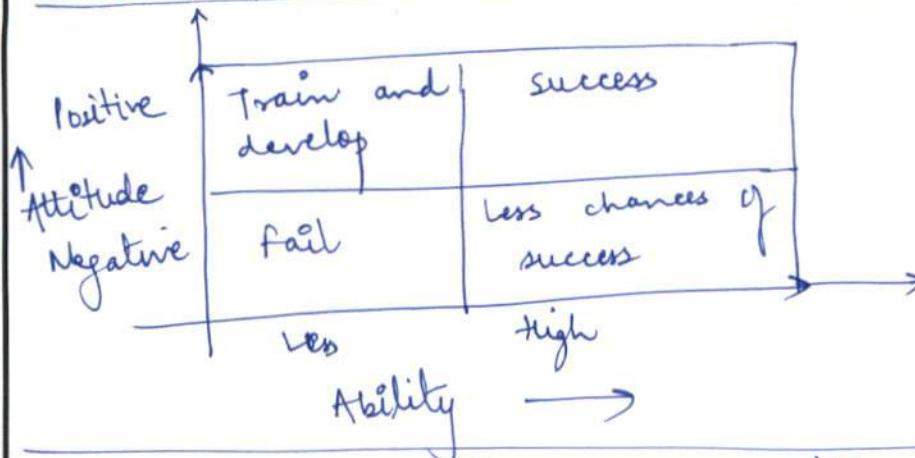 Positive
Train and
develop
success
Attitude
Negative
fail
Less chances of
success
Less
High
Ability